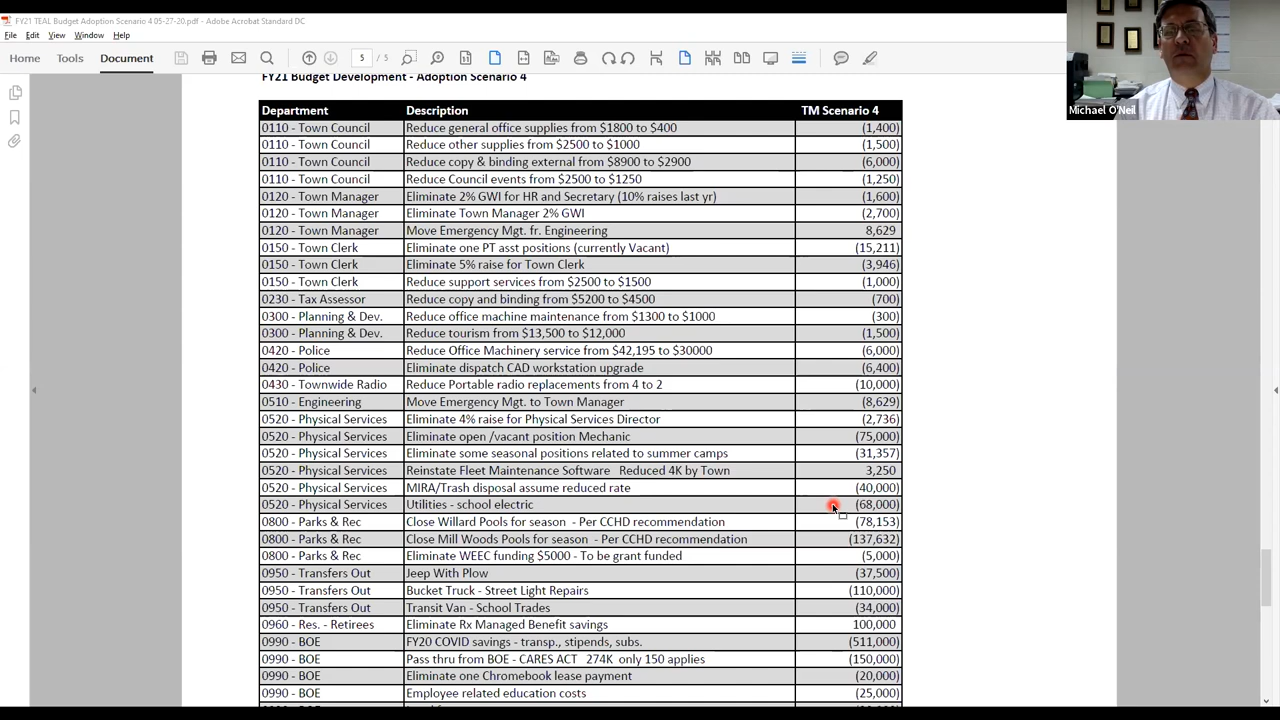 FY21 TEAL Budget Adoption Scenario 4 05-27-20.pdf - Adobe Acrobat Standard DC
File Edit View Window Help
Home Tools Document 5 / 5
FY21 Budget Development - Adoption Scenario 4
Michael O'Neil
Department Description TM Scenario 4
0110 - Town Council Reduce general office supplies from $1800 to $400 (1,400)
0110 - Town Council Reduce other supplies from $2500 to $1000 (1,500)
0110 - Town Council Reduce copy & binding external from $8900 to $2900 (6,000)
0110 - Town Council Reduce Council events from $2500 to $1250 (1,250)
0120 - Town Manager Eliminate 2% GWI for HR and Secretary (10% raises last yr) (1,600)
0120 - Town Manager Eliminate Town Manager 2% GWI (2,700)
0120 - Town Manager Move Emergency Mgt. fr. Engineering 8,629
0150 - Town Clerk Eliminate one PT asst positions (currently Vacant) (15,211)
0150 - Town Clerk Eliminate 5% raise for Town Clerk (3,946)
0150 - Town Clerk Reduce support services from $2500 to $1500 (1,000)
0230 - Tax Assessor Reduce copy and binding from $5200 to $4500 (700)
0300 - Planning & Dev. Reduce office machine maintenance from $1300 to $1000 (300)
0300 - Planning & Dev. Reduce tourism from $13,500 to $12,000 (1,500)
0420 - Police Reduce Office Machinery service from $42,195 to $30000 (6,000)
0420 - Police Eliminate dispatch CAD workstation upgrade (6,400)
0430 - Townwide Radio Reduce Portable radio replacements from 4 to 2 (10,000)
0510 - Engineering Move Emergency Mgt. to Town Manager (8,629)
0520 - Physical Services Eliminate 4% raise for Physical Services Director (2,736)
0520 - Physical Services Eliminate open /vacant position Mechanic (75,000)
0520 - Physical Services Eliminate some seasonal positions related to summer camps (31,357)
0520 - Physical Services Reinstate Fleet Maintenance Software Reduced 4K by Town 3,250
0520 - Physical Services MIRA/Trash disposal assume reduced rate (40,000)
0520 - Physical Services Utilities - school electric (68,000)
0800 - Parks & Rec Close Willard Pools for season - Per CCHD recommendation (78,153)
0800 - Parks & Rec Close Mill Woods Pools for season - Per CCHD recommendation (137,632)
0800 - Parks & Rec Eliminate WEEC funding $5000 - To be grant funded (5,000)
0950 - Transfers Out Jeep With Plow (37,500)
0950 - Transfers Out Bucket Truck - Street Light Repairs (110,000)
0950 - Transfers Out Transit Van - School Trades (34,000)
0960 - Res. - Retirees Eliminate Rx Managed Benefit savings 100,000
0990 - BOE FY20 COVID savings - transp., stipends, subs. (511,000)
0990 - BOE Pass thru from BOE - CARES ACT 274K only 150 applies (150,000)
0990 - BOE Eliminate one Chromebook lease payment (20,000)
0990 - BOE Employee related education costs (25,000)